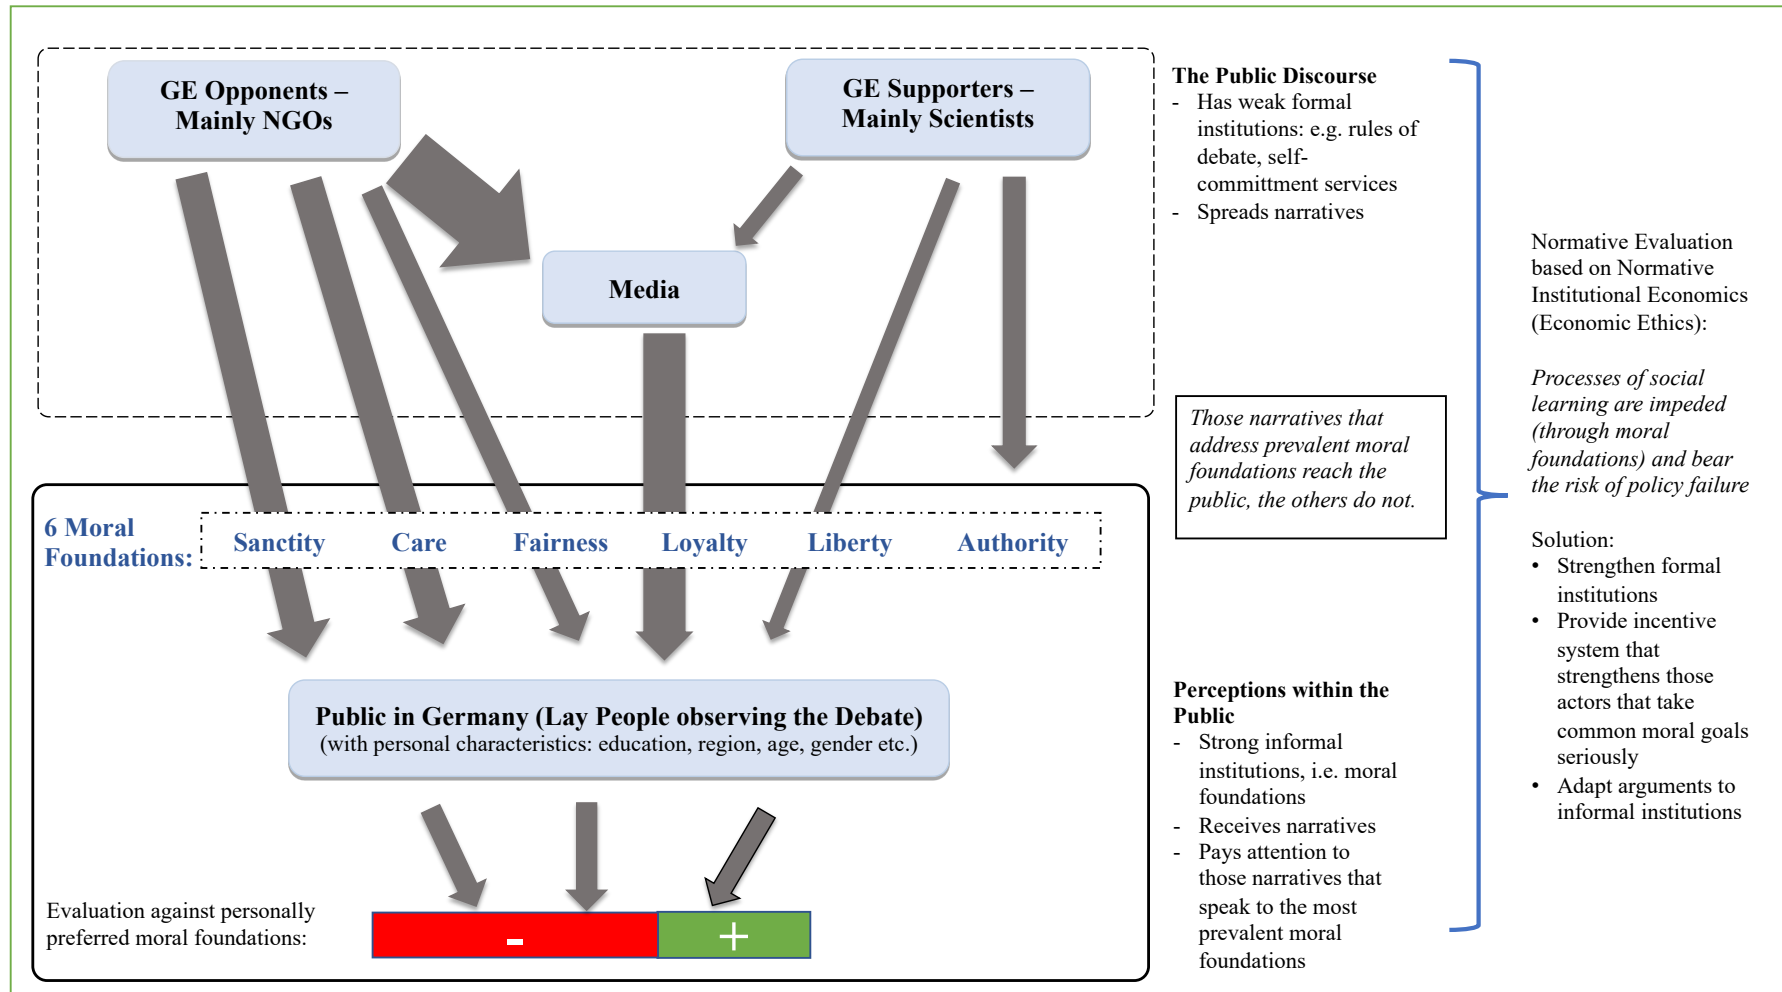 GE Opponents –
Mainly NGOs
GE Supporters –
Mainly Scientists
Media
The Public Discourse
- Has weak formal
institutions: e.g. rules of
debate, self-
committment services
- Spreads narratives
Those narratives that
address prevalent moral
foundations reach the
public, the others do not.
6 Moral
Foundations:
Sanctity
Care
Fairness
Loyalty
Liberty
Authority
Public in Germany (Lay People observing the Debate)
(with personal characteristics: education, region, age, gender etc.)
Evaluation against personally
preferred moral foundations:
-
+
Perceptions within the
Public
- Strong informal
institutions, i.e. moral
foundations
- Receives narratives
- Pays attention to
those narratives that
speak to the most
prevalent moral
foundations
Normative Evaluation
based on Normative
Institutional Economics
(Economic Ethics):
Processes of social
learning are impeded
(through moral
foundations) and bear
the risk of policy failure
Solution:
• Strengthen formal
institutions
• Provide incentive
system that
strengthens those
actors that take
common moral goals
seriously
• Adapt arguments to
informal institutions